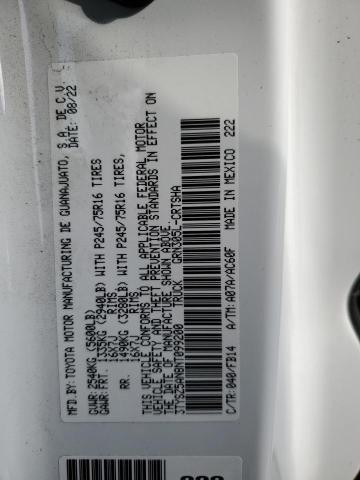 MFD.BY:TOYOTA MOTOR MANUFACTURING DE GUANAJUATO, S.A. DE C.V.
DATE: 08/22
GVWR:2540KG(5600LB)
GAWR:FRT. 1335KG(2940LB) WITH P245/75R16 TIRES
16X7J RIMS
RR. 1490KG(3280LB) WITH P245/75R16 TIRES,
16X7J RIMS
THIS VEHICLE CONFORMS TO ALL APPLICABLE FEDERAL MOTOR
VEHICLE SAFETY AND THEFT PREVENTION STANDARDS IN EFFECT ON
THE DATE OF MANUFACTURE SHOWN ABOVE.
3TYSZ5AN8NT099280 TRUCK GRN305L-CRTSHA
C/TR:040/FB14 A/TM:A07A/AC60F MADE IN MEXICO 222